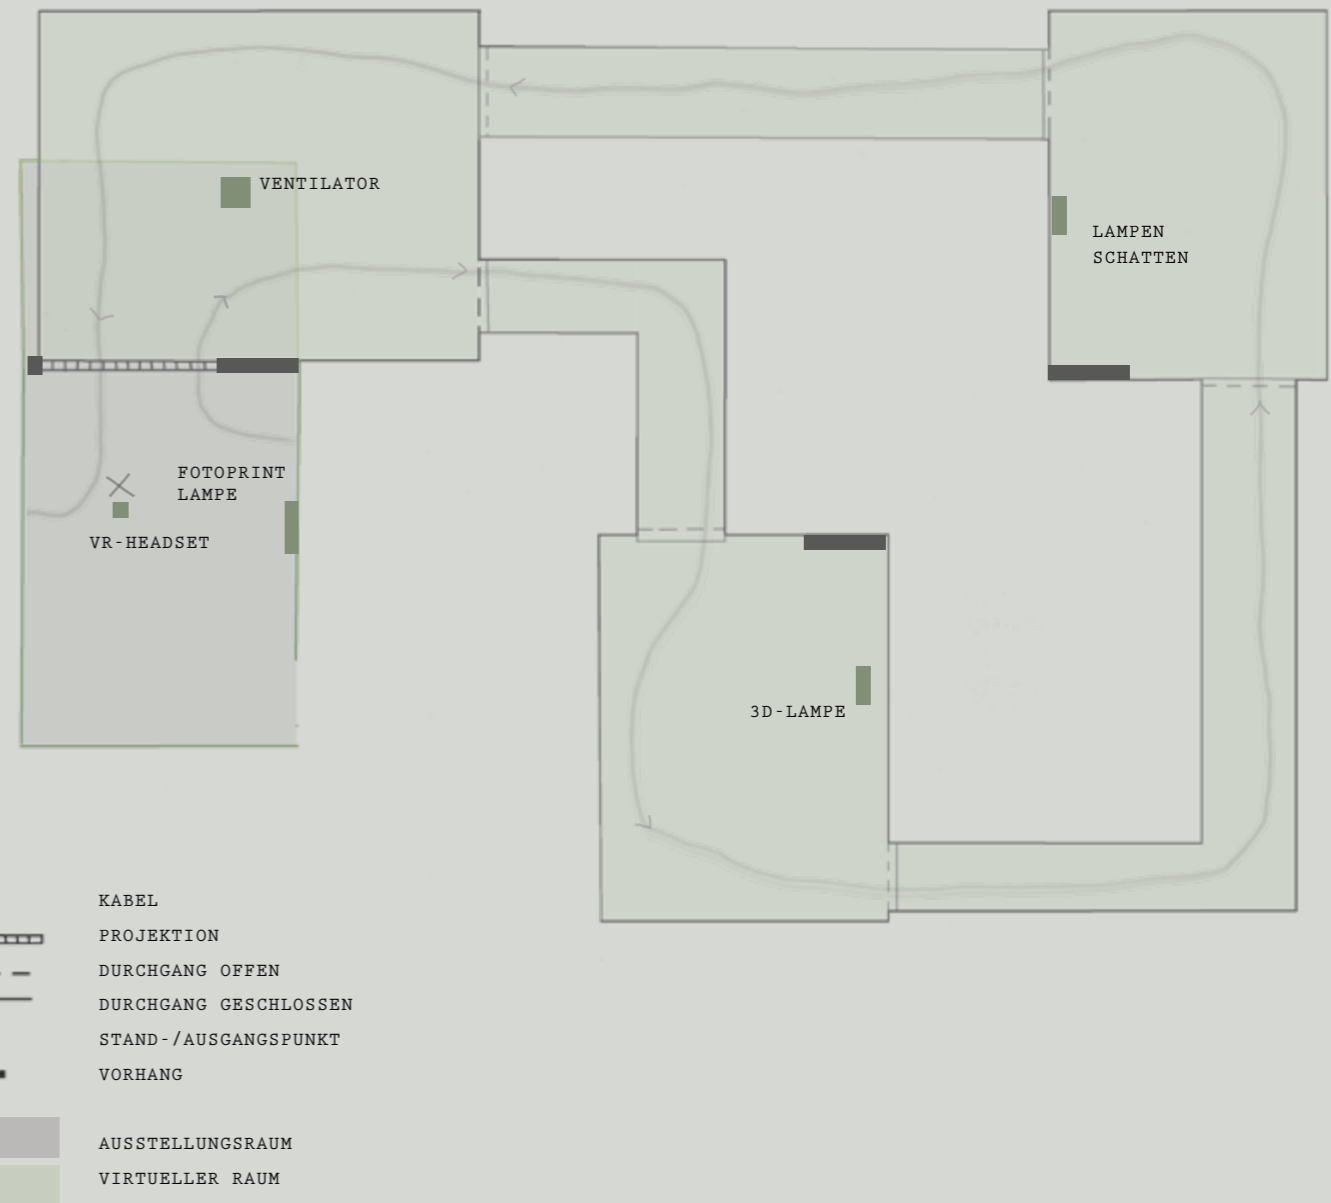 VENTILATOR
LAMPEN
SCHATTEN
FOTOPRINT
LAMPE
VR-HEADSET
3D-LAMPE
KABEL
PROJEKTION
DURCHGANG OFFEN
DURCHGANG GESCHLOSSEN
STAND-/AUSGANGSPUNKT
VORHANG
AUSSTELLUNGSRAUM
VIRTUELLER RAUM